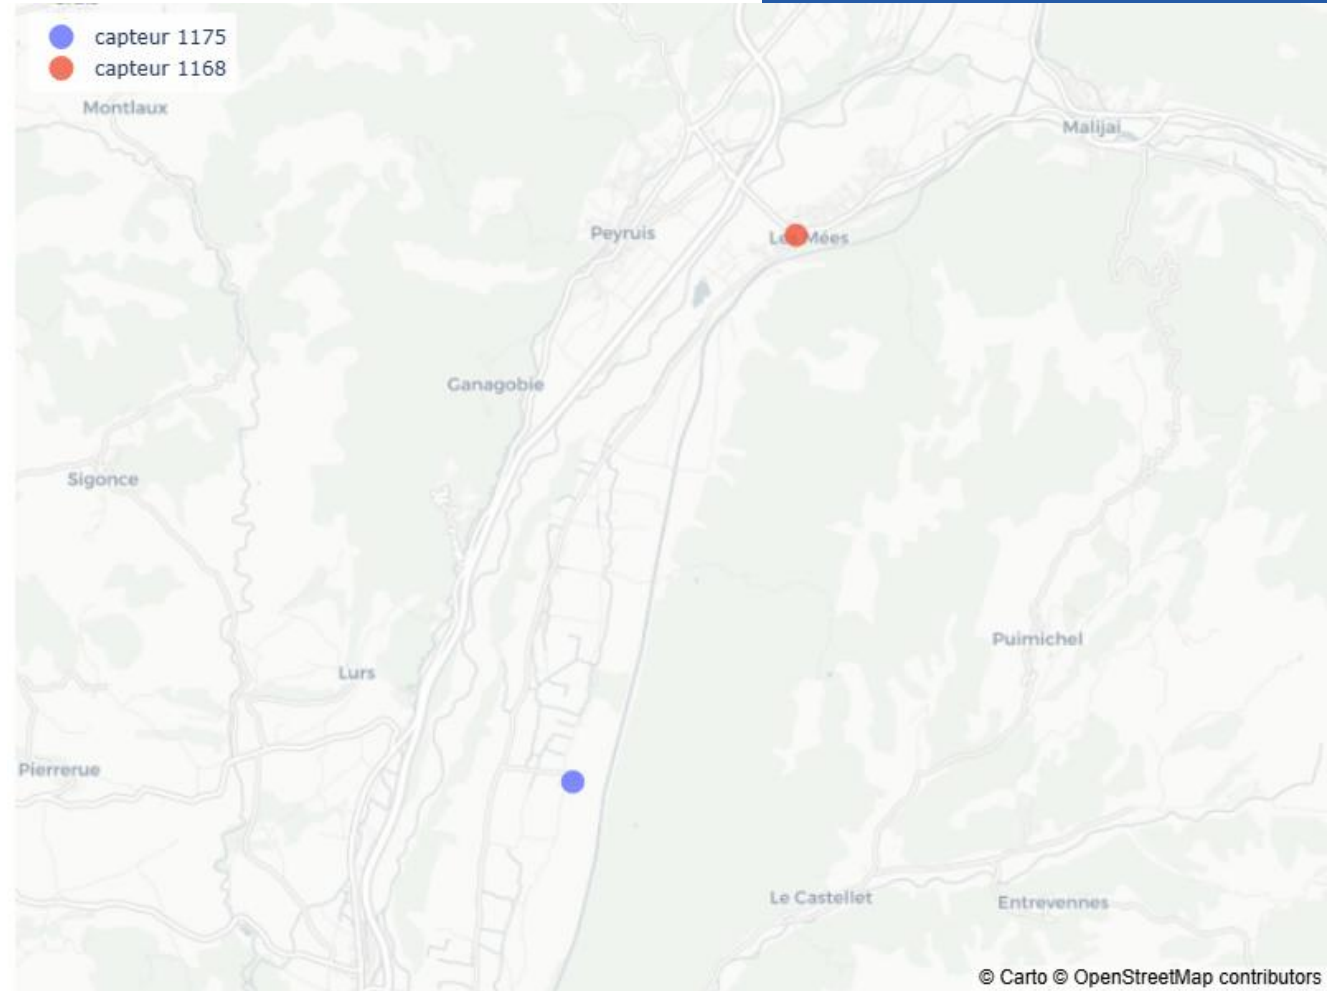 capteur 1175
capteur 1168
Montlaux
Malijai
Peyruis
Les Mées
Ganagobie
Sigonce
Puimichel
Lurs
Pierrerue
Le Castellet
Entrevennes
© Carto © OpenStreetMap contributors